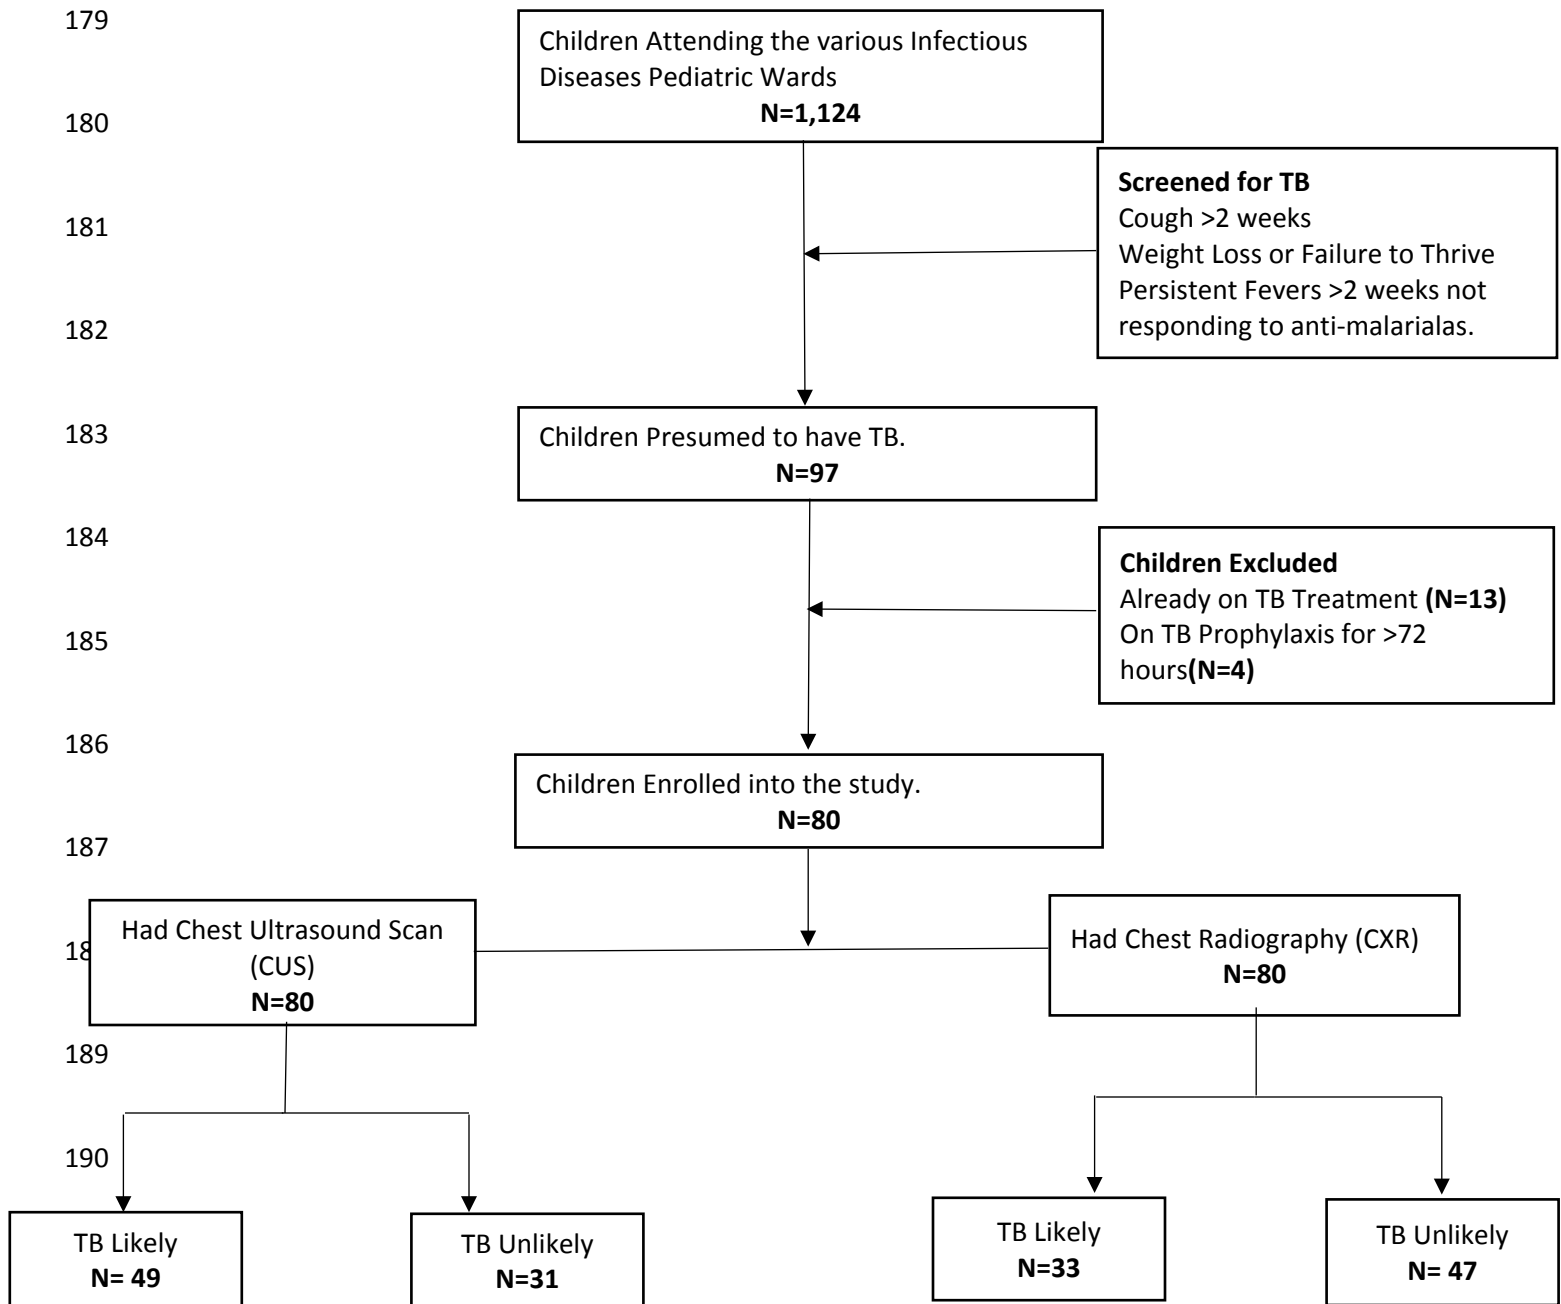 179
Children Attending the various Infectious
Diseases Pediatric Wards
N=1,124
180
Screened for TB
Cough >2 weeks
Weight Loss or Failure to Thrive
Persistent Fevers >2 weeks not
responding to anti-malarialas.
181
182
183
Children Presumed to have TB.
N=97
184
Children Excluded
Already on TB Treatment (N=13)
On TB Prophylaxis for >72
hours(N=4)
185
186
Children Enrolled into the study.
N=80
187
Had Chest Ultrasound Scan
(CUS)
N=80
Had Chest Radiography (CXR)
N=80
18
189
190
TB Likely
N= 49
TB Unlikely
N=31
TB Likely
N=33
TB Unlikely
N= 47